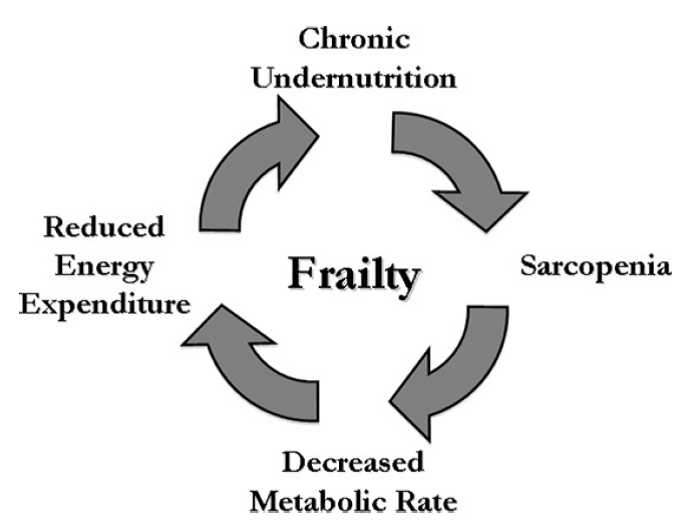 Chronic
Undernutrition
Reduced
Energy
Expenditure
Frailty
Sarcopenia
Decreased
Metabolic Rate